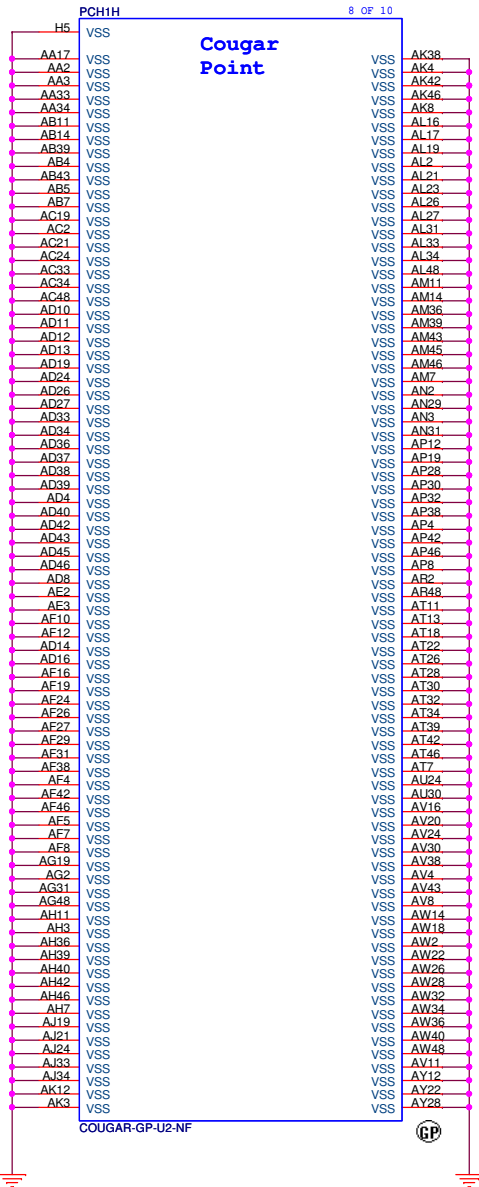 PCH1H 8 OF 10
Cougar
Point
H5 VSS
AA17 VSS VSS AK38
AA2 VSS VSS AK4
AA3 VSS VSS AK42
AA33 VSS VSS AK46
AA34 VSS VSS AK8
AB11 VSS VSS AL16
AB14 VSS VSS AL17
AB39 VSS VSS AL19
AB4 VSS VSS AL2
AB43 VSS VSS AL21
AB5 VSS VSS AL23
AB7 VSS VSS AL26
AC19 VSS VSS AL27
AC2 VSS VSS AL31
AC21 VSS VSS AL33
AC24 VSS VSS AL34
AC33 VSS VSS AL48
AC34 VSS VSS AM11
AC48 VSS VSS AM14
AD10 VSS VSS AM36
AD11 VSS VSS AM39
AD12 VSS VSS AM43
AD13 VSS VSS AM45
AD19 VSS VSS AM46
AD24 VSS VSS AM7
AD26 VSS VSS AN2
AD27 VSS VSS AN29
AD33 VSS VSS AN3
AD34 VSS VSS AN31
AD36 VSS VSS AP12
AD37 VSS VSS AP19
AD38 VSS VSS AP28
AD39 VSS VSS AP30
AD4 VSS VSS AP32
AD40 VSS VSS AP38
AD42 VSS VSS AP4
AD43 VSS VSS AP42
AD45 VSS VSS AP46
AD46 VSS VSS AP8
AD8 VSS VSS AR2
AE2 VSS VSS AR48
AE3 VSS VSS AT11
AF10 VSS VSS AT13
AF12 VSS VSS AT18
AD14 VSS VSS AT22
AD16 VSS VSS AT26
AF16 VSS VSS AT28
AF19 VSS VSS AT30
AF24 VSS VSS AT32
AF26 VSS VSS AT34
AF27 VSS VSS AT39
AF29 VSS VSS AT42
AF31 VSS VSS AT46
AF38 VSS VSS AT7
AF4 VSS VSS AU24
AF42 VSS VSS AU30
AF46 VSS VSS AV16
AF5 VSS VSS AV20
AF7 VSS VSS AV24
AF8 VSS VSS AV30
AG19 VSS VSS AV38
AG2 VSS VSS AV4
AG31 VSS VSS AV43
AG48 VSS VSS AV8
AH11 VSS VSS AW14
AH3 VSS VSS AW18
AH36 VSS VSS AW2
AH39 VSS VSS AW22
AH40 VSS VSS AW26
AH42 VSS VSS AW28
AH46 VSS VSS AW32
AH7 VSS VSS AW34
AJ19 VSS VSS AW36
AJ21 VSS VSS AW40
AJ24 VSS VSS AW48
AJ33 VSS VSS AV11
AJ34 VSS VSS AY12
AK12 VSS VSS AY22
AK3 VSS VSS AY28
COUGAR-GP-U2-NF GP